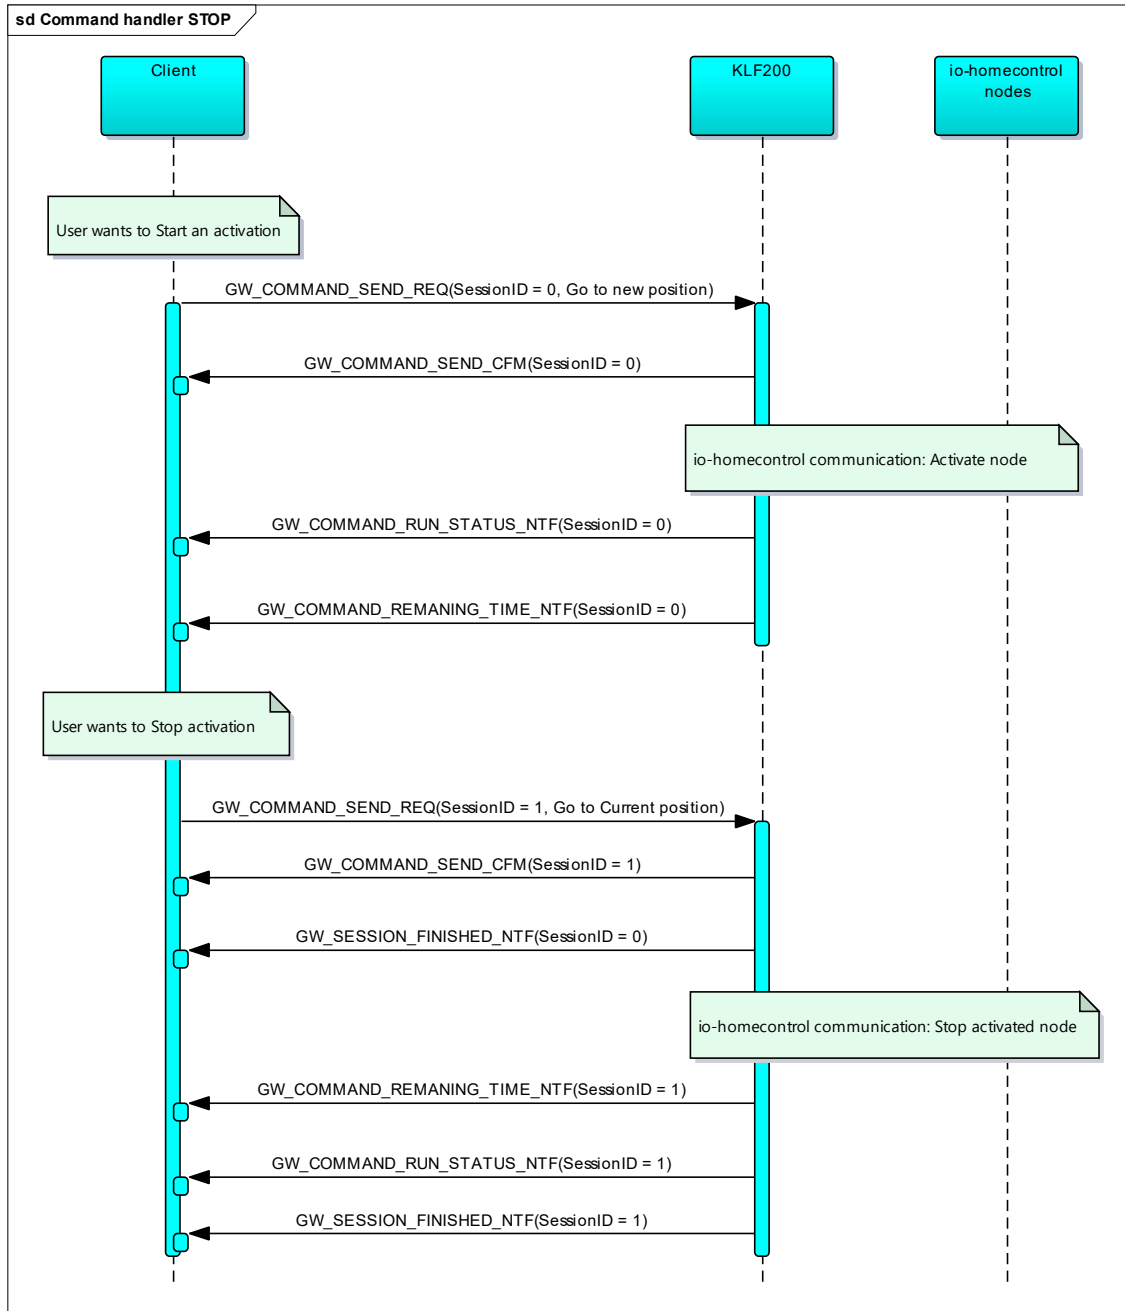 sd Command handler STOP
Client
KLF200
io-homecontrol
nodes
User wants to Start an activation
GW_COMMAND_SEND_REQ(SessionID = 0, Go to new position)
GW_COMMAND_SEND_CFM(SessionID = 0)
io-homecontrol communication: Activate node
GW_COMMAND_RUN_STATUS_NTF(SessionID = 0)
GW_COMMAND_REMANING_TIME_NTF(SessionID = 0)
User wants to Stop activation
GW_COMMAND_SEND_REQ(SessionID = 1, Go to Current position)
GW_COMMAND_SEND_CFM(SessionID = 1)
GW_SESSION_FINISHED_NTF(SessionID = 0)
io-homecontrol communication: Stop activated node
GW_COMMAND_REMANING_TIME_NTF(SessionID = 1)
GW_COMMAND_RUN_STATUS_NTF(SessionID = 1)
GW_SESSION_FINISHED_NTF(SessionID = 1)